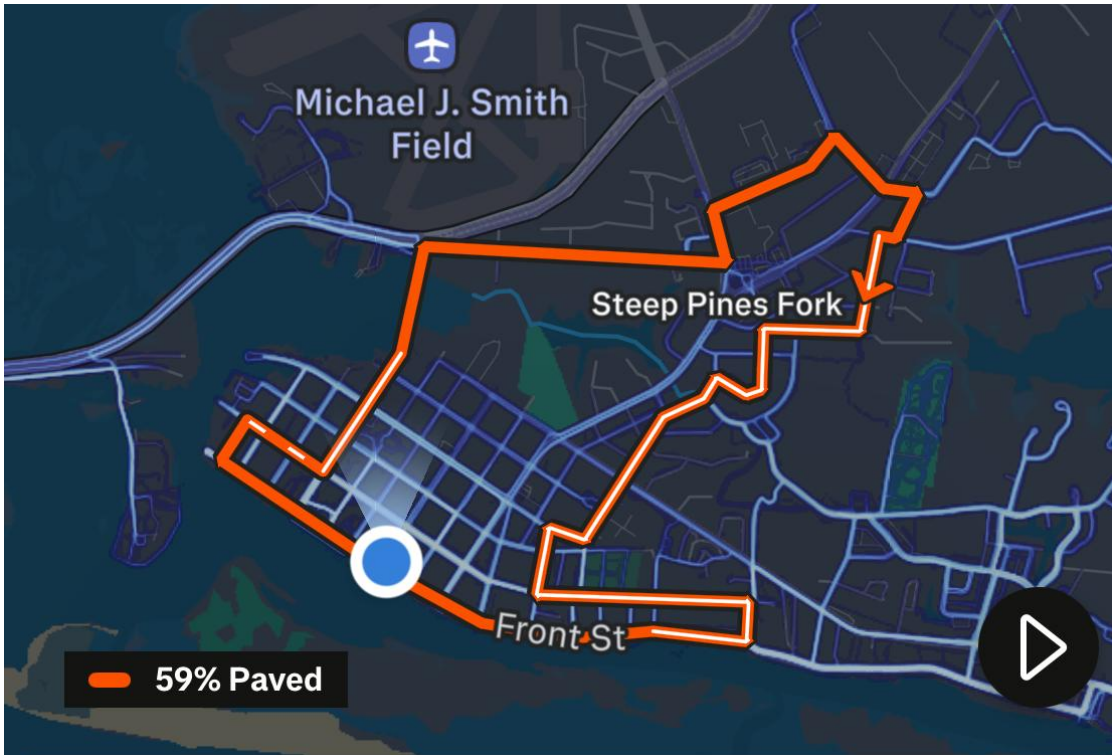 Michael J. Smith
Field
Steep Pines Fork
Front St
59% Paved